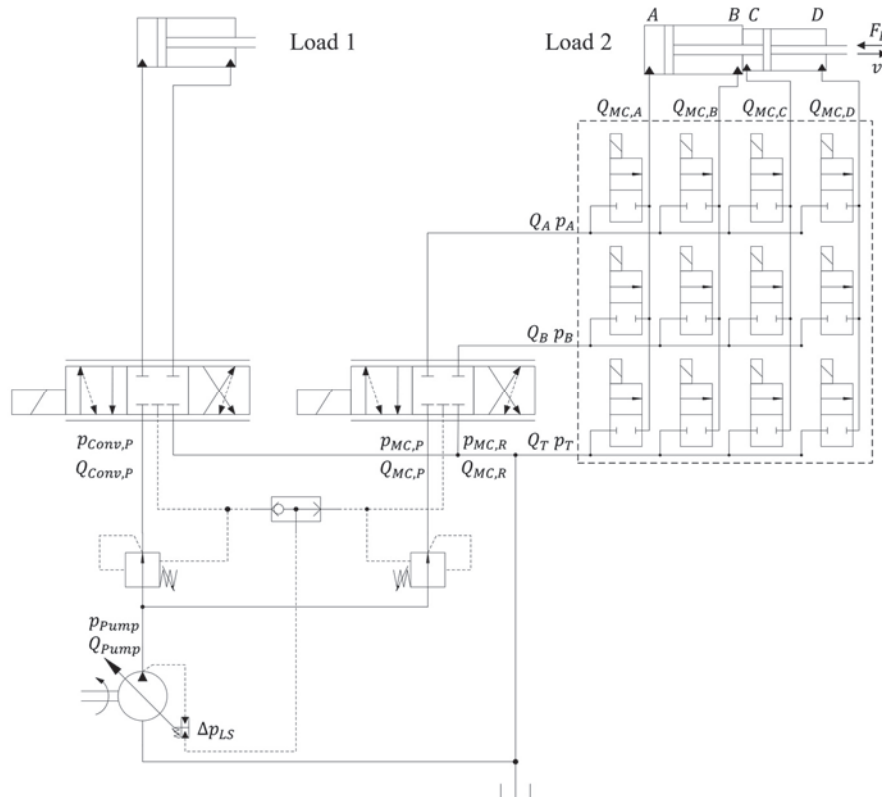 A B C D
Load 1 Load 2
v
Q_{MC,A} Q_{MC,B} Q_{MC,C} Q_{MC,D}
Q_A p_A
Q_B p_B
p_{Conv,P} p_{MC,P} p_{MC,R} Q_T p_T
Q_{Conv,P} Q_{MC,P} Q_{MC,R}
p_{Pump}
Q_{Pump}
Δp_{LS}